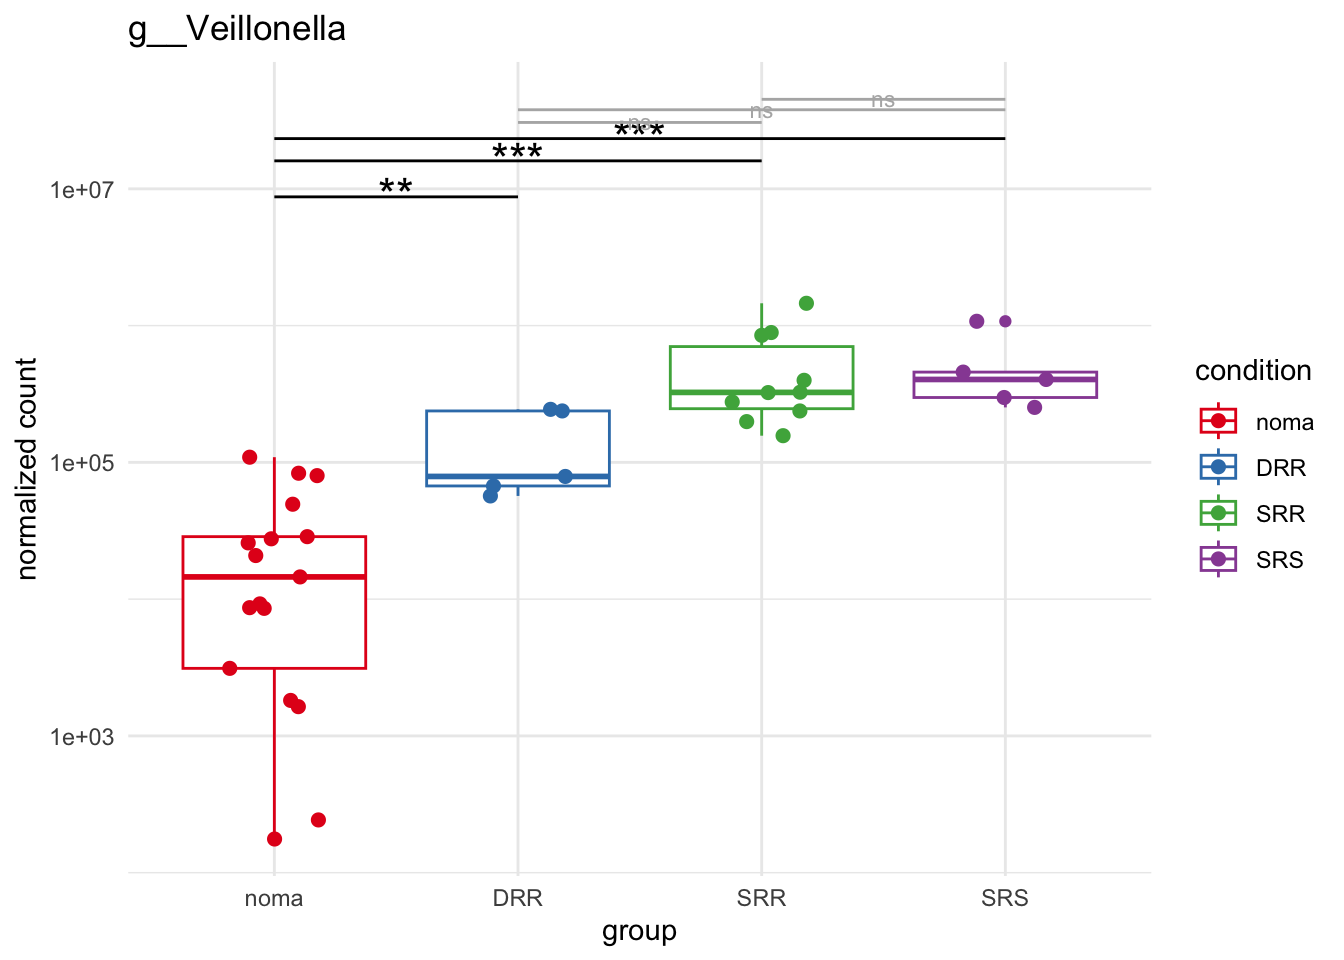 g__Veillonella
ns
ns
ns
***
***
**
1e+07
1e+05
1e+03
normalized count
noma
DRR
SRR
SRS
group
condition
noma
DRR
SRR
SRS